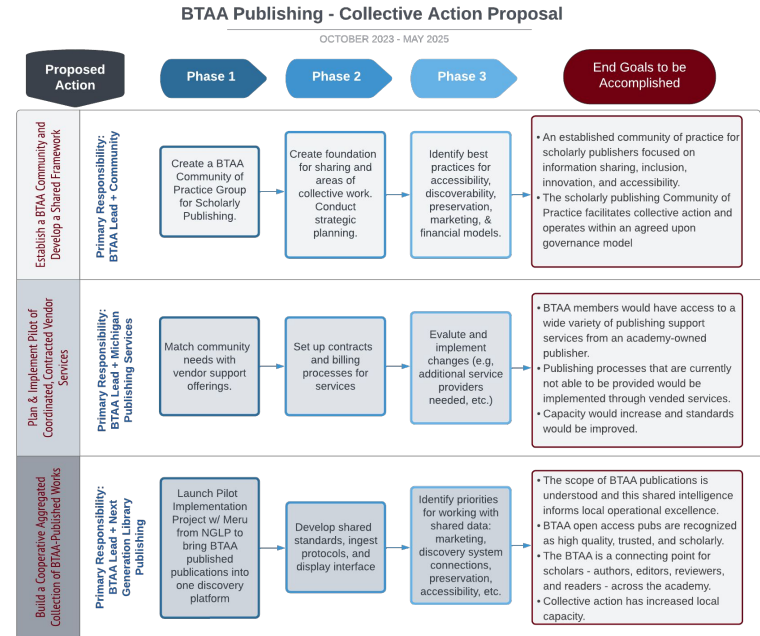 BTAA Publishing - Collective Action Proposal
OCTOBER 2023 - MAY 2025
Proposed
Action
Phase 1
Phase 2
Phase 3
End Goals to be
Accomplished
Establish a BTAA Community and
Develop a Shared Framework
Primary Responsibility:
BTAA Lead + Community
Create a BTAA
Community of
Practice Group
for Scholarly
Publishing.
Create foundation
for sharing and
areas of
collective work.
Conduct
strategic
planning.
Identify best
practices for
accessibility,
discoverability,
preservation,
marketing, &
financial models.
• An established community of practice for
scholarly publishers focused on
information sharing, inclusion,
innovation, and accessibility.
• The scholarly publishing Community of
Practice facilitates collective action and
operates within an agreed upon
governance model
Plan & Implement Pilot of
Coordinated, Contracted Vendor
Services
Primary Responsibility:
BTAA Lead + Michigan
Publishing Services
Match community
needs with
vendor support
offerings.
Set up contracts
and billing
processes for
services
Evalute and
implement
changes (e.g,
additional service
providers
needed, etc.)
• BTAA members would have access to a
wide variety of publishing support
services from an academy-owned
publisher.
• Publishing processes that are currently
not able to be provided would be
implemented through vended services.
• Capacity would increase and standards
would be improved.
Build a Cooperative Aggregated
Collection of BTAA-Published Works
Primary Responsibility:
BTAA Lead + Next
Generation Library
Publishing
Launch Pilot
Implementation
Project w/ Meru
from NGLP to
bring BTAA
published
publications into
one discovery
platform
Develop shared
standards, ingest
protocols, and
display interface
Identify priorities
for working with
shared data:
marketing,
discovery system
connections,
preservation,
accessibility, etc.
• The scope of BTAA publications is
understood and this shared intelligence
informs local operational excellence.
• BTAA open access pubs are recognized
as high quality, trusted, and scholarly.
• The BTAA is a connecting point for
scholars - authors, editors, reviewers,
and readers - across the academy.
• Collective action has increased local
capacity.